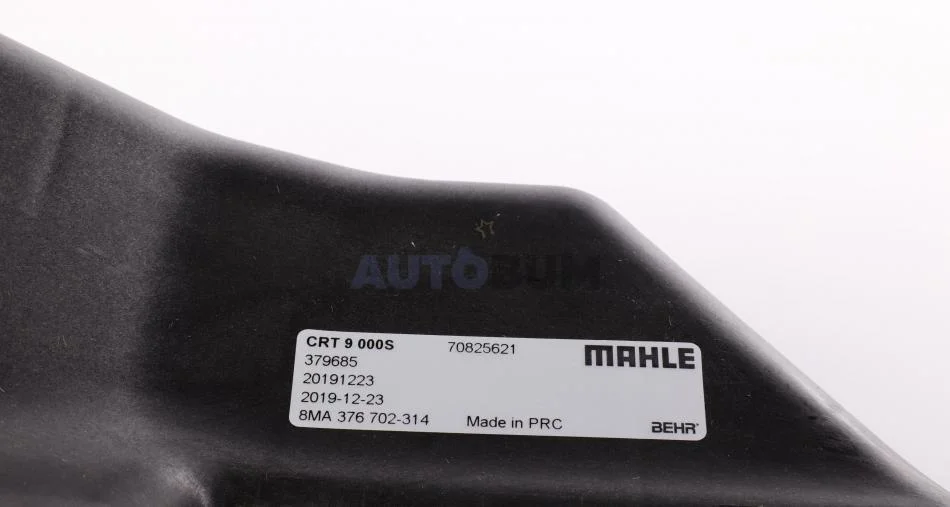 AUTOBUM
CRT 9 000S 70825621 MAHLE
379685
20191223
2019-12-23
8MA 376 702-314 Made in PRC BEHR®